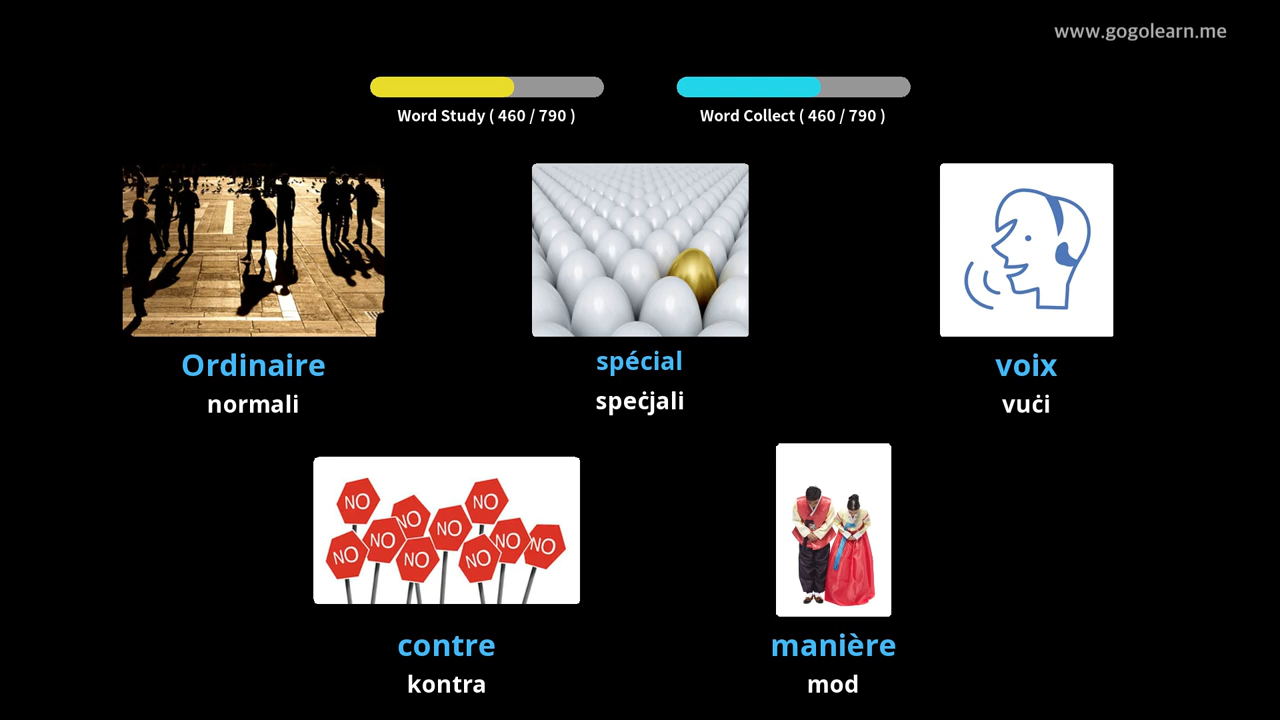 www.gogolearn.me
Word Study ( 460 / 790 )
Word Collect ( 460 / 790 )
Ordinaire
normali
spécial
speċjali
voix
vuċi
NO
NO
NO
NO
NO
NO
NO
NO
NO
NO
contre
kontra
manière
mod